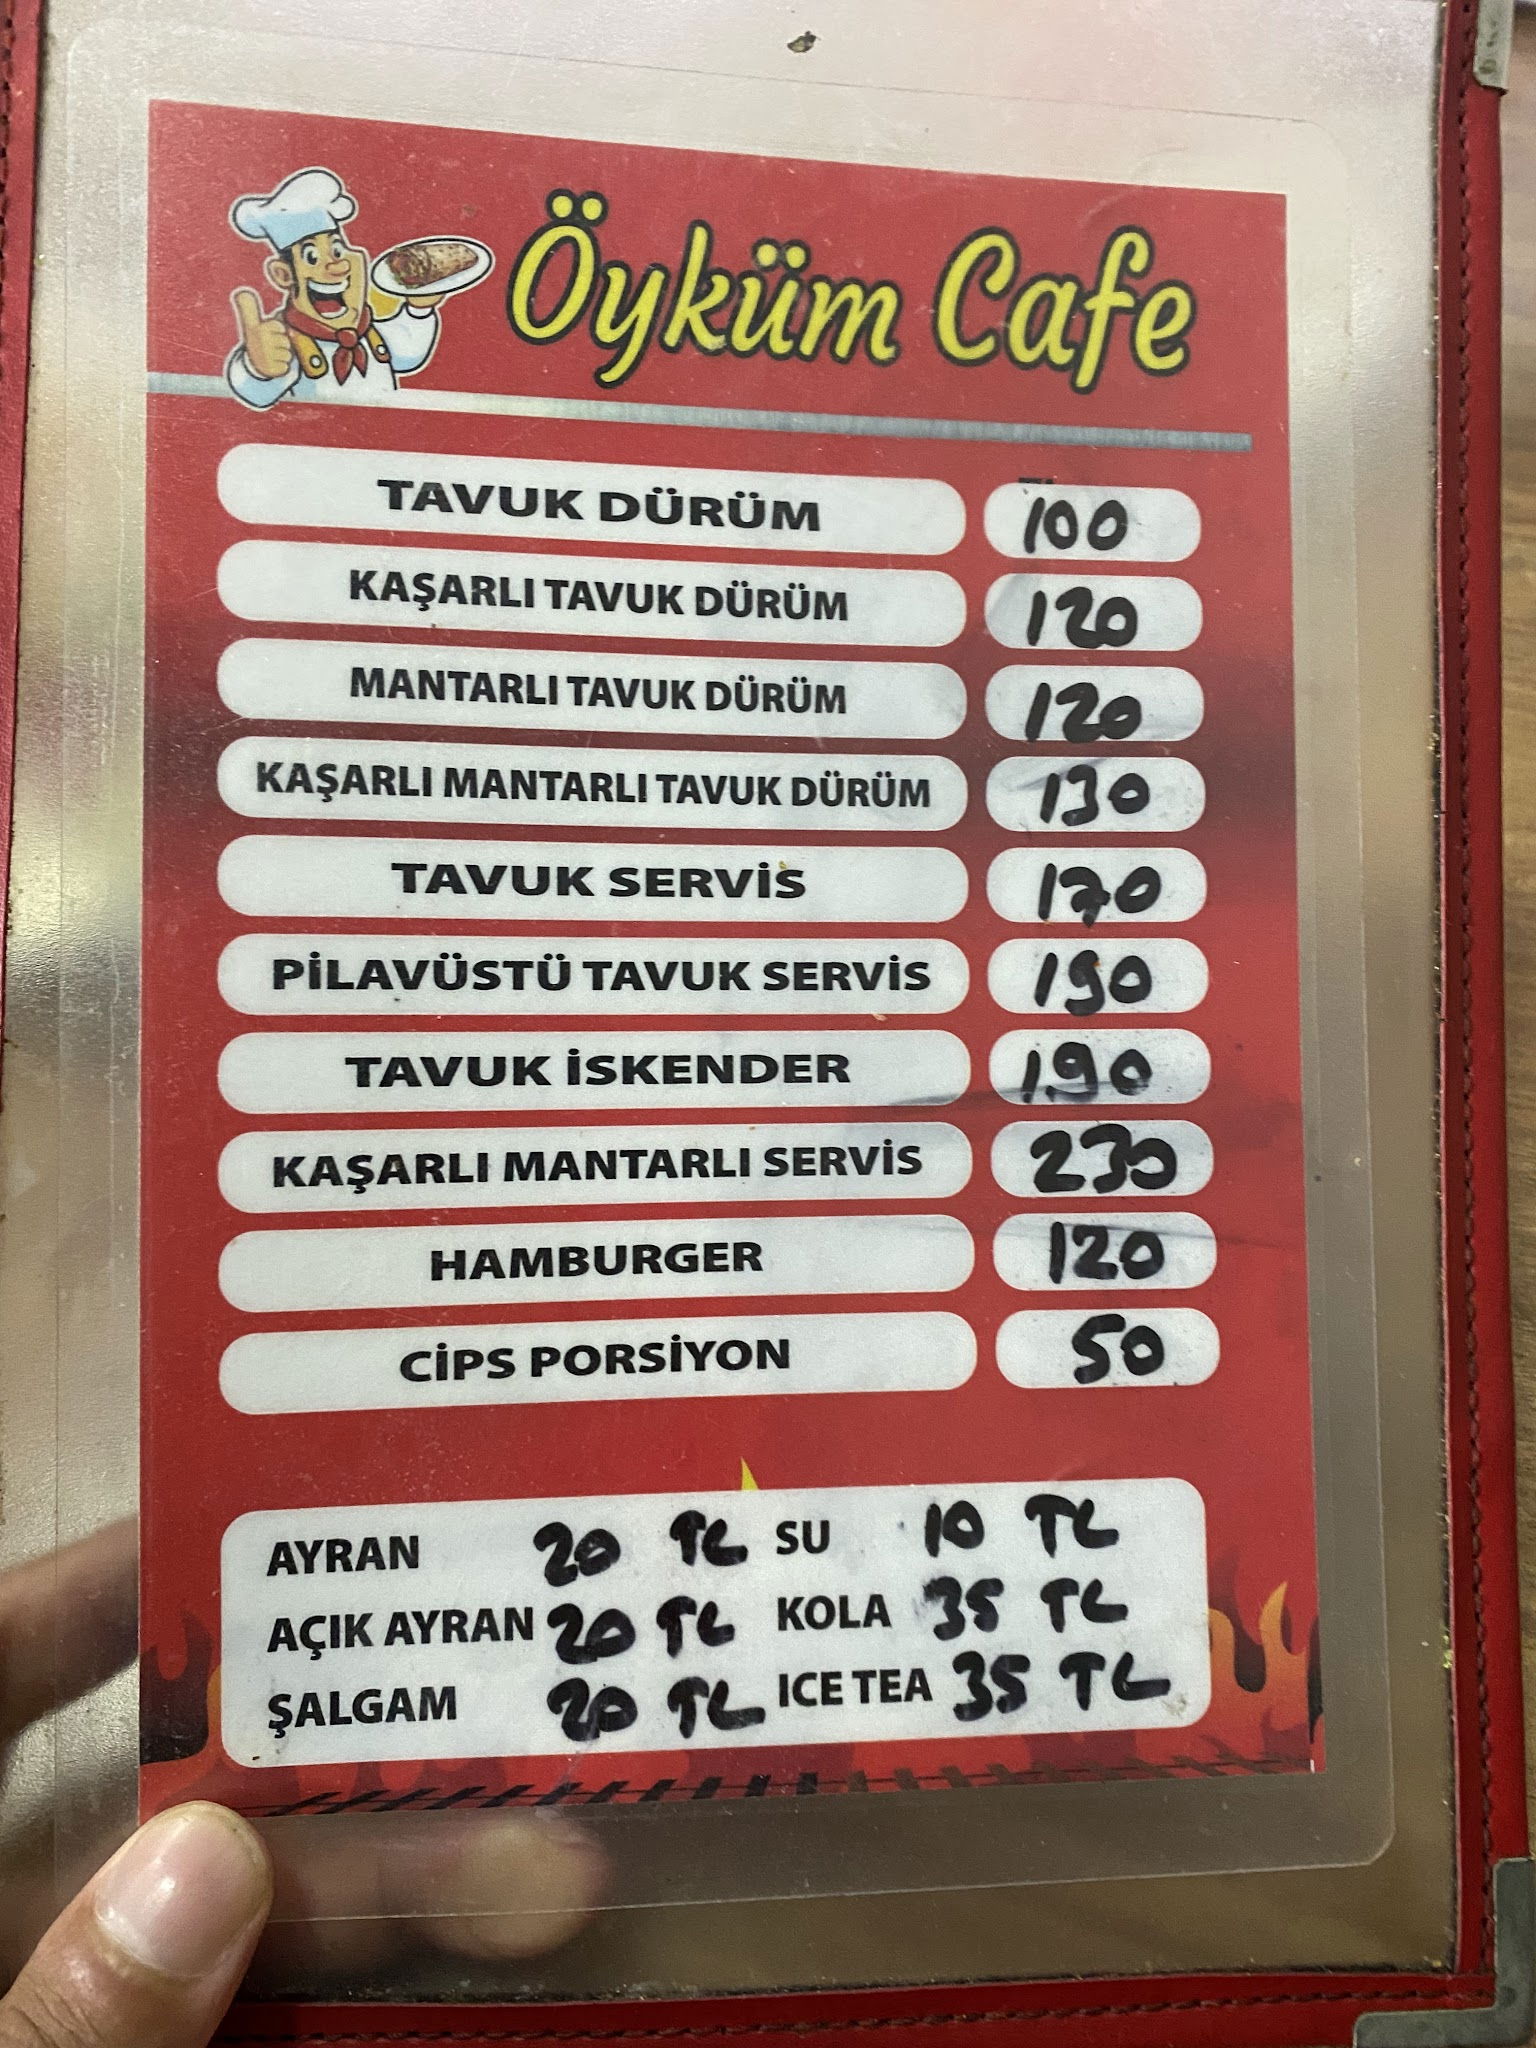 Öyküm Cafe
TAVUK DÜRÜM 100
KAŞARLI TAVUK DÜRÜM 120
MANTARLI TAVUK DÜRÜM 120
KAŞARLI MANTARLI TAVUK DÜRÜM 130
TAVUK SERVİS 170
PİLAVÜSTÜ TAVUK SERVİS 190
TAVUK İSKENDER 190
KAŞARLI MANTARLI SERVİS 230
HAMBURGER 120
CİPS PORSİYON 50
AYRAN 20 TL SU 10 TL
AÇIK AYRAN 20 TL KOLA 35 TL
ŞALGAM 20 TL ICE TEA 35 TL